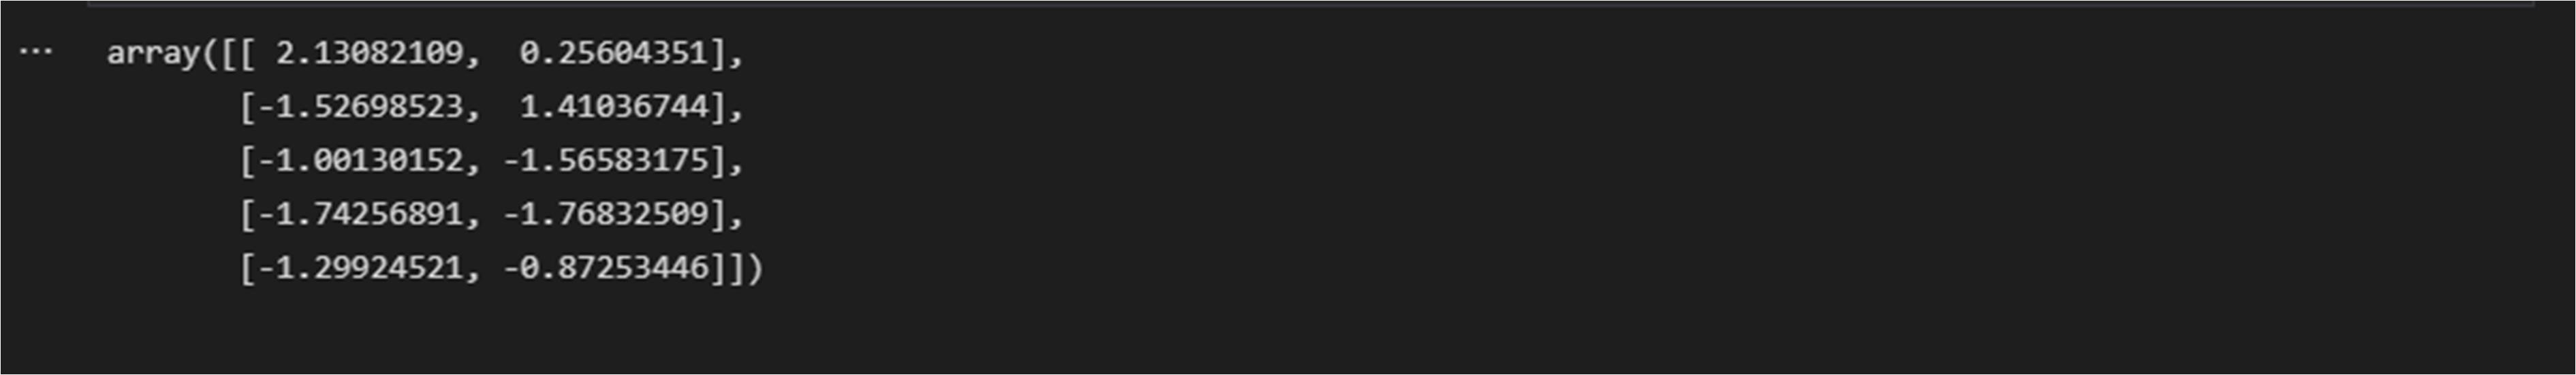 ... array([[ 2.13082109,  0.25604351],
[-1.52698523,  1.41036744],
[-1.00130152, -1.56583175],
[-1.74256891, -1.76832509],
[-1.29924521, -0.87253446]])